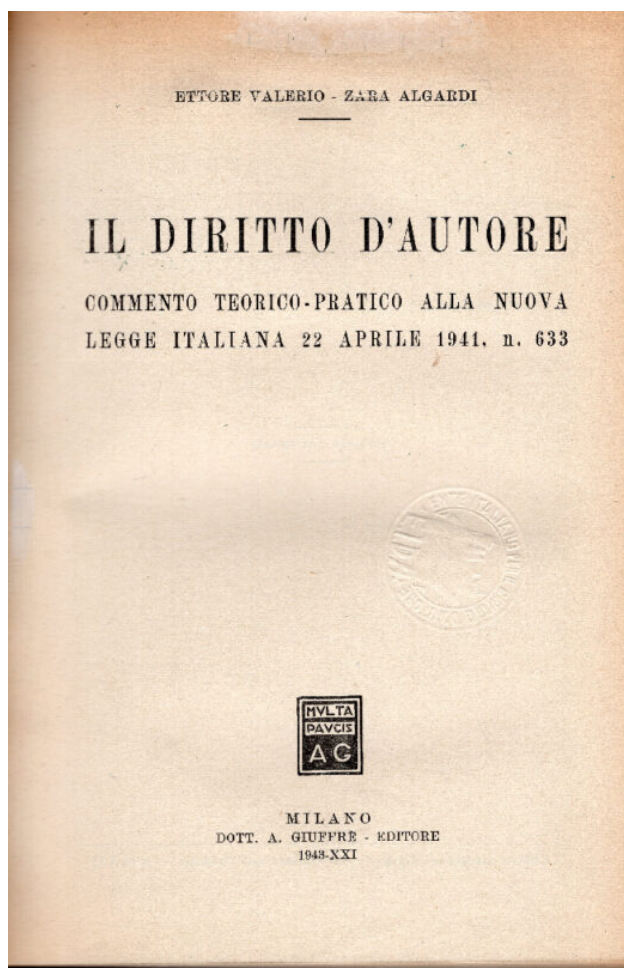 ETTORE VALERIO - ZARA ALGARDI
IL DIRITTO D'AUTORE
COMMENTO TEORICO-PRATICO ALLA NUOVA
LEGGE ITALIANA 22 APRILE 1941. n. 633
MVLTA
PAVCIS
AG
MILANO
DOTT. A. GIUFFRÈ - EDITORE
1943-XXI